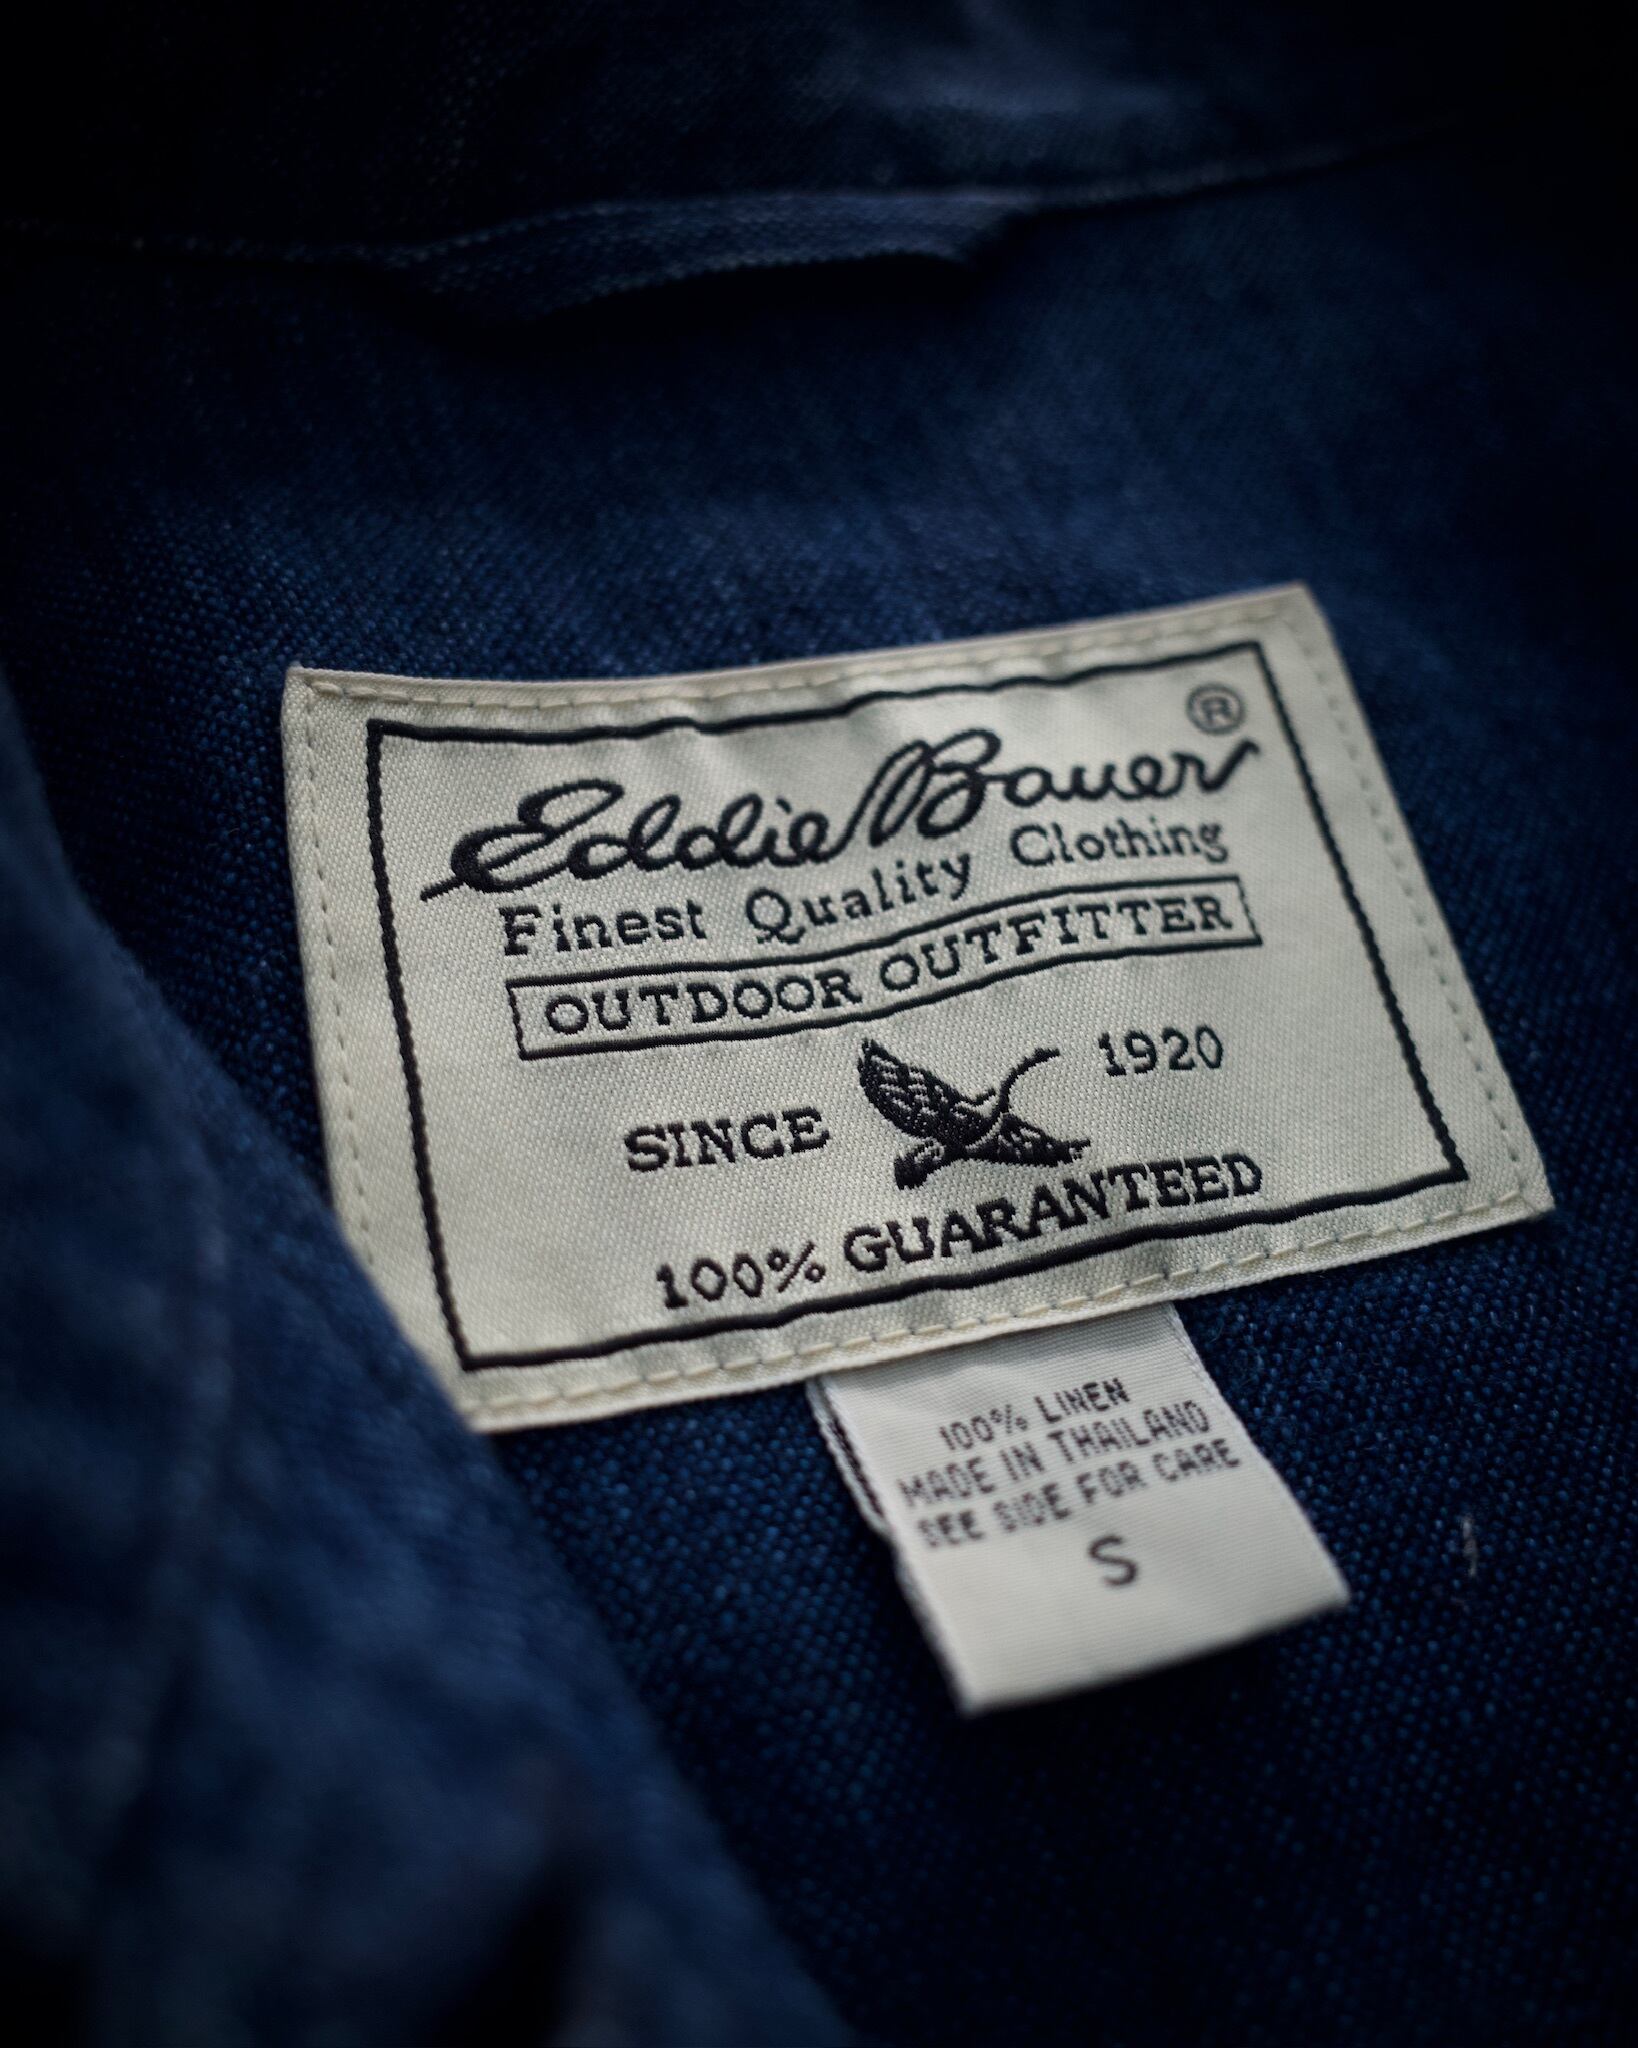 Eddie Bauer®
Finest Quality Clothing
OUTDOOR OUTFITTER
SINCE 1920
100% GUARANTEED
100% LINEN
MADE IN THAILAND
SEE SIDE FOR CARE
S